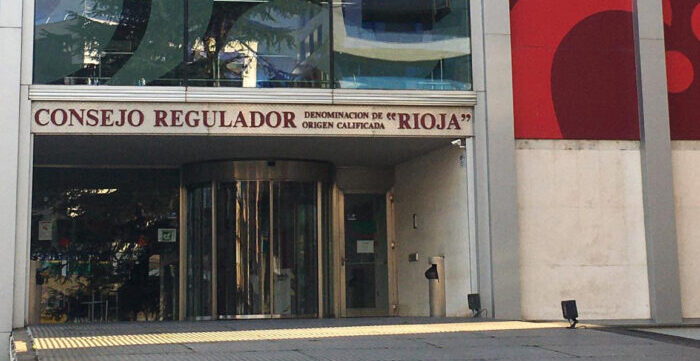 CONSEJO REGULADOR DENOMINACION DE ORIGEN CALIFICADA "RIOJA"